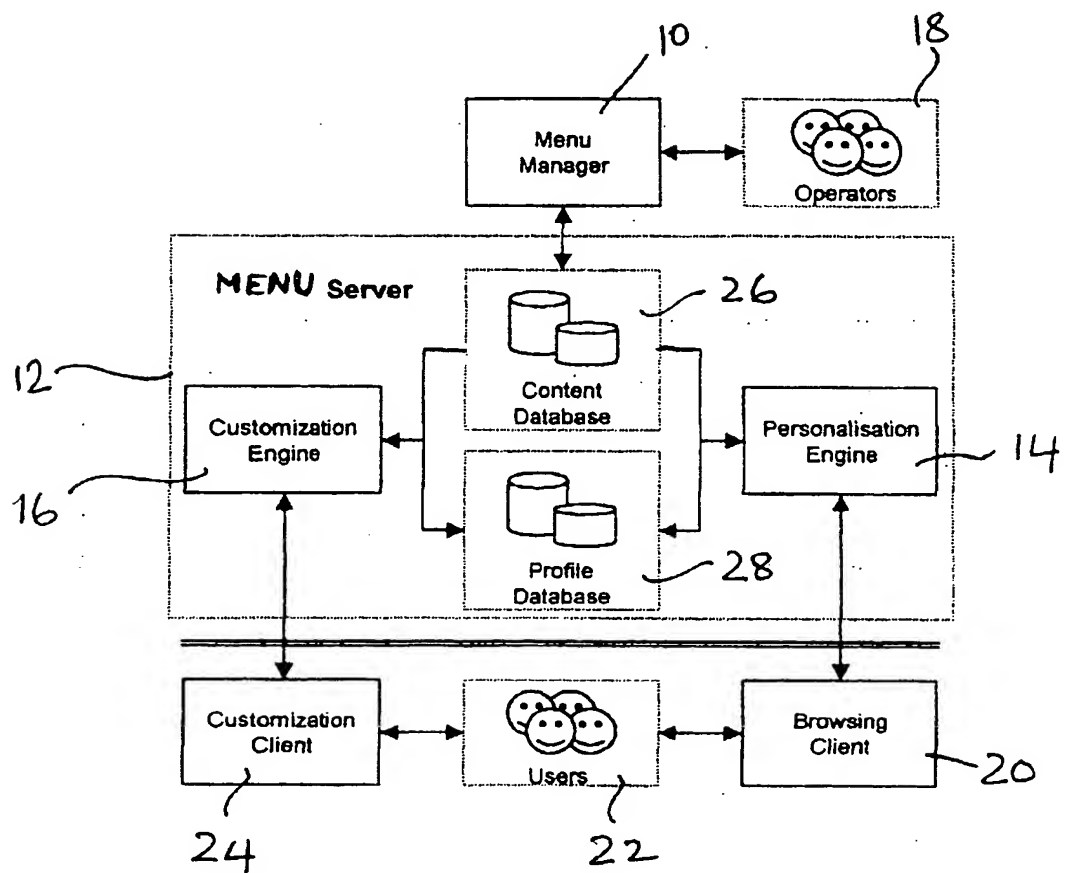 10
18
Menu
Manager
Operators
MENU Server
26
12
Content
Database
Customization
Engine
Personalisation
Engine
14
16
Profile
Database
28
Customization
Client
Users
Browsing
Client
20
24
22